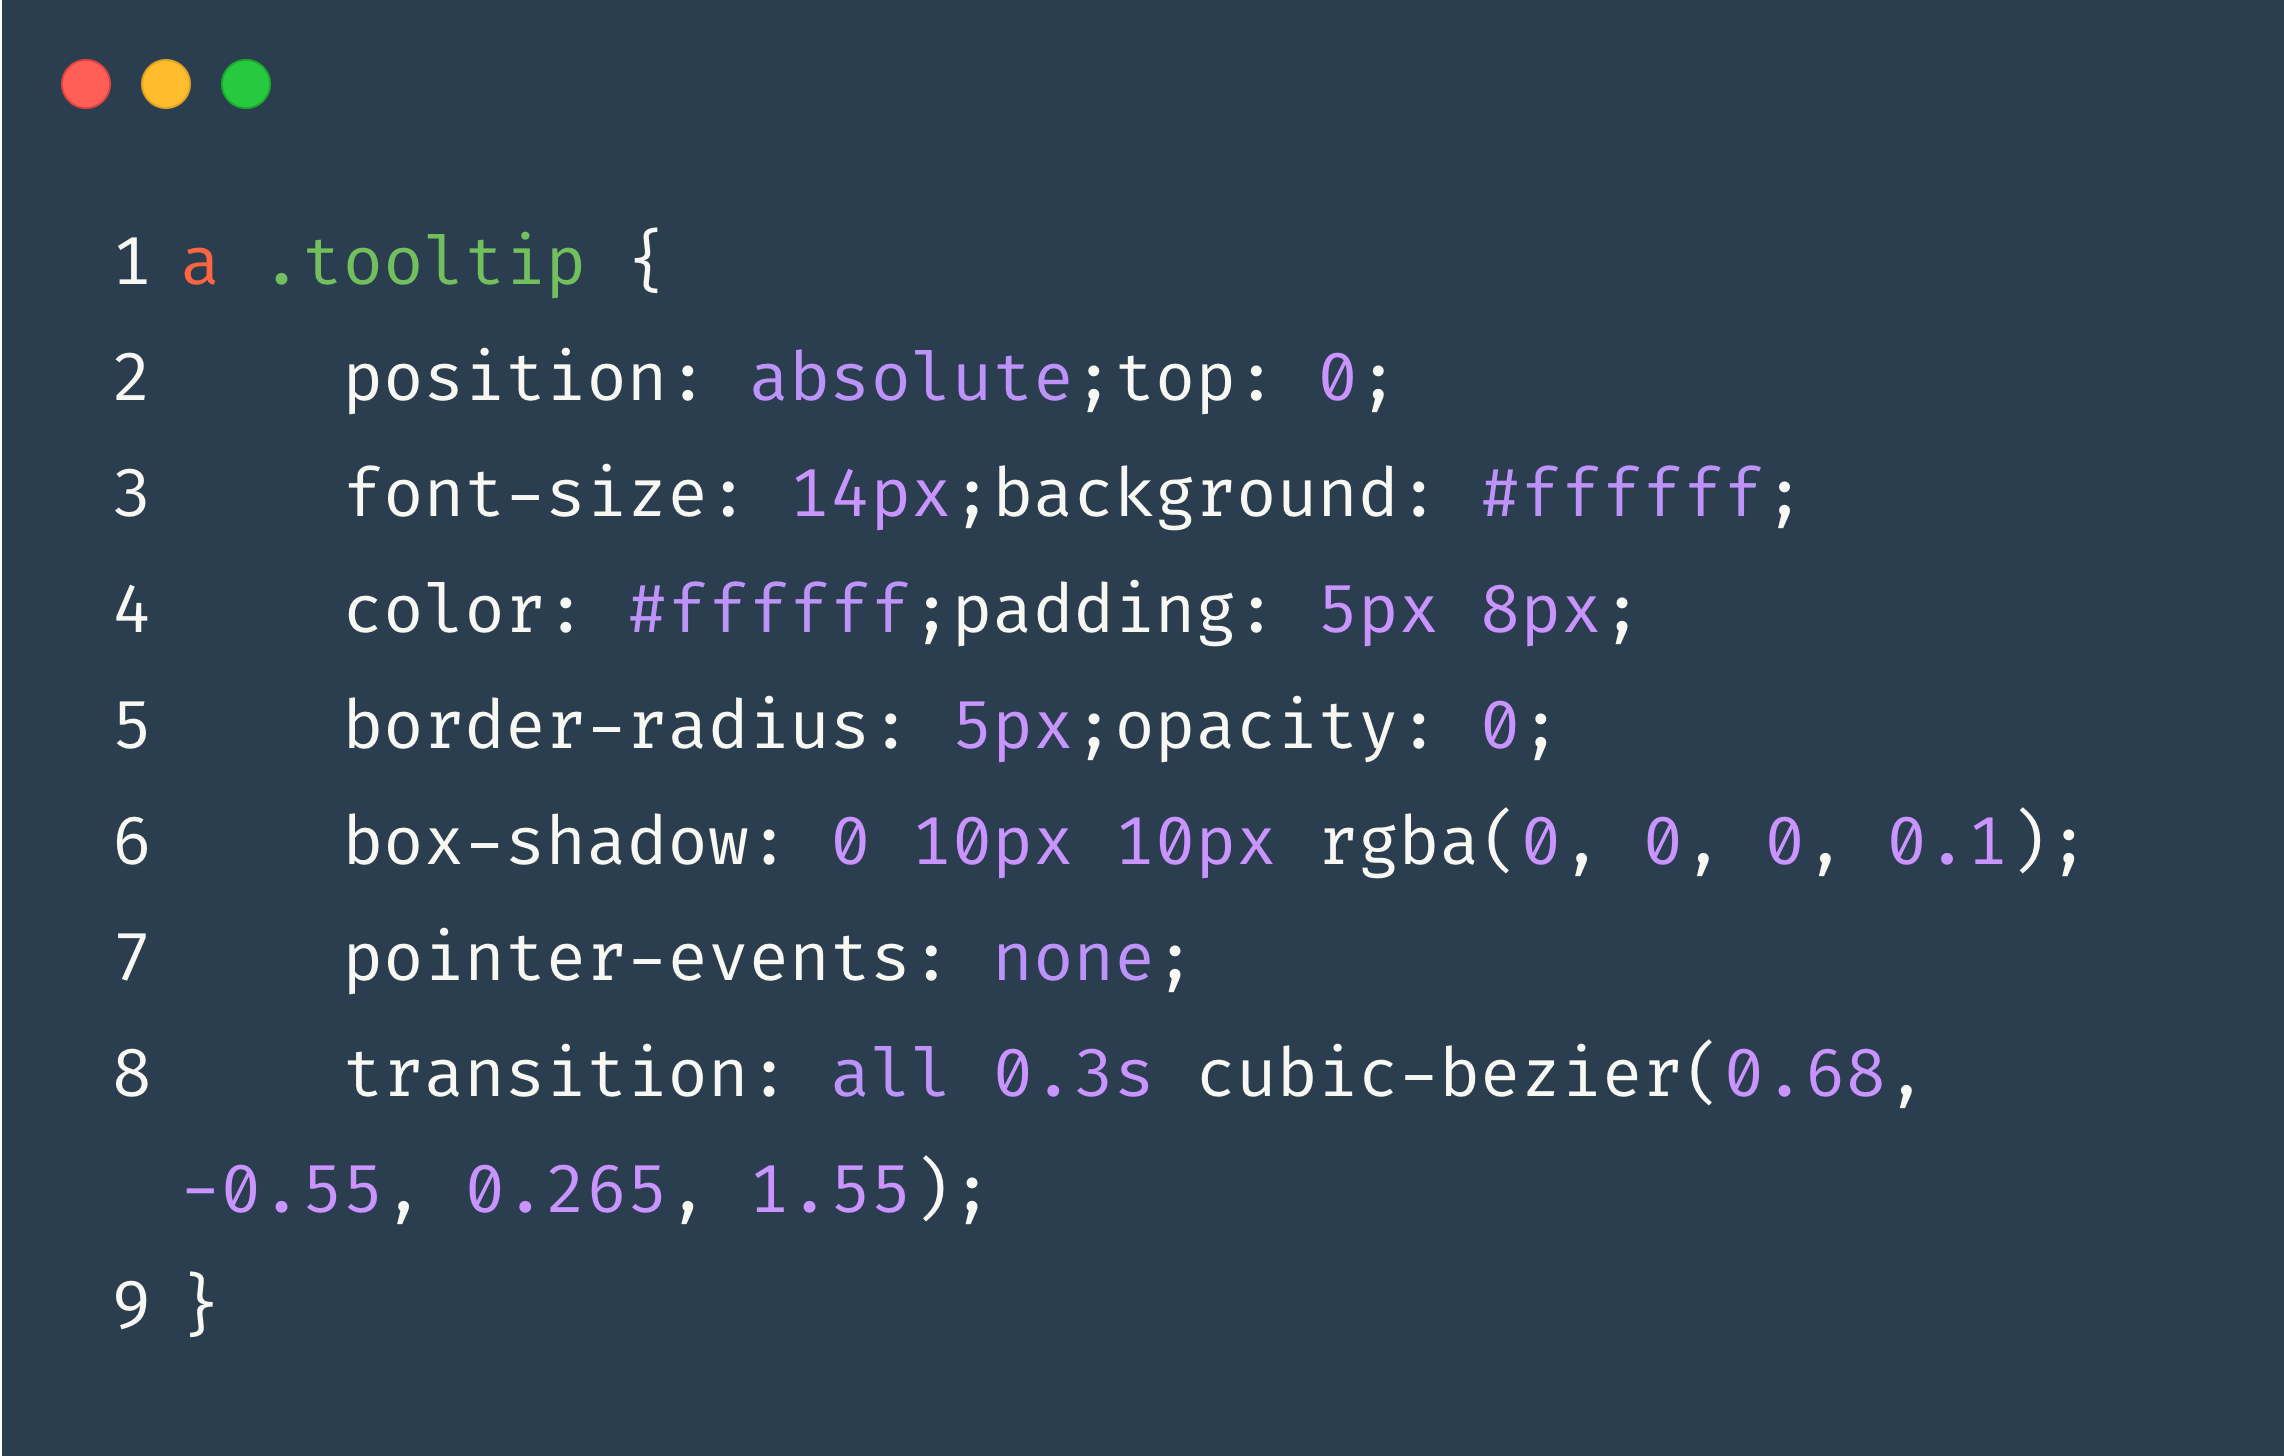 1 a .tooltip {
2     position: absolute;top: 0;
3     font-size: 14px;background: #ffffff;
4     color: #ffffff;padding: 5px 8px;
5     border-radius: 5px;opacity: 0;
6     box-shadow: 0 10px 10px rgba(0, 0, 0, 0.1);
7     pointer-events: none;
8     transition: all 0.3s cubic-bezier(0.68,
-0.55, 0.265, 1.55);
9 }